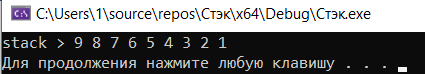 C:\Users\1\source\repos\Стэк\x64\Debug\Стэк.exe
stack > 9 8 7 6 5 4 3 2 1
Для продолжения нажмите любую клавишу . . .